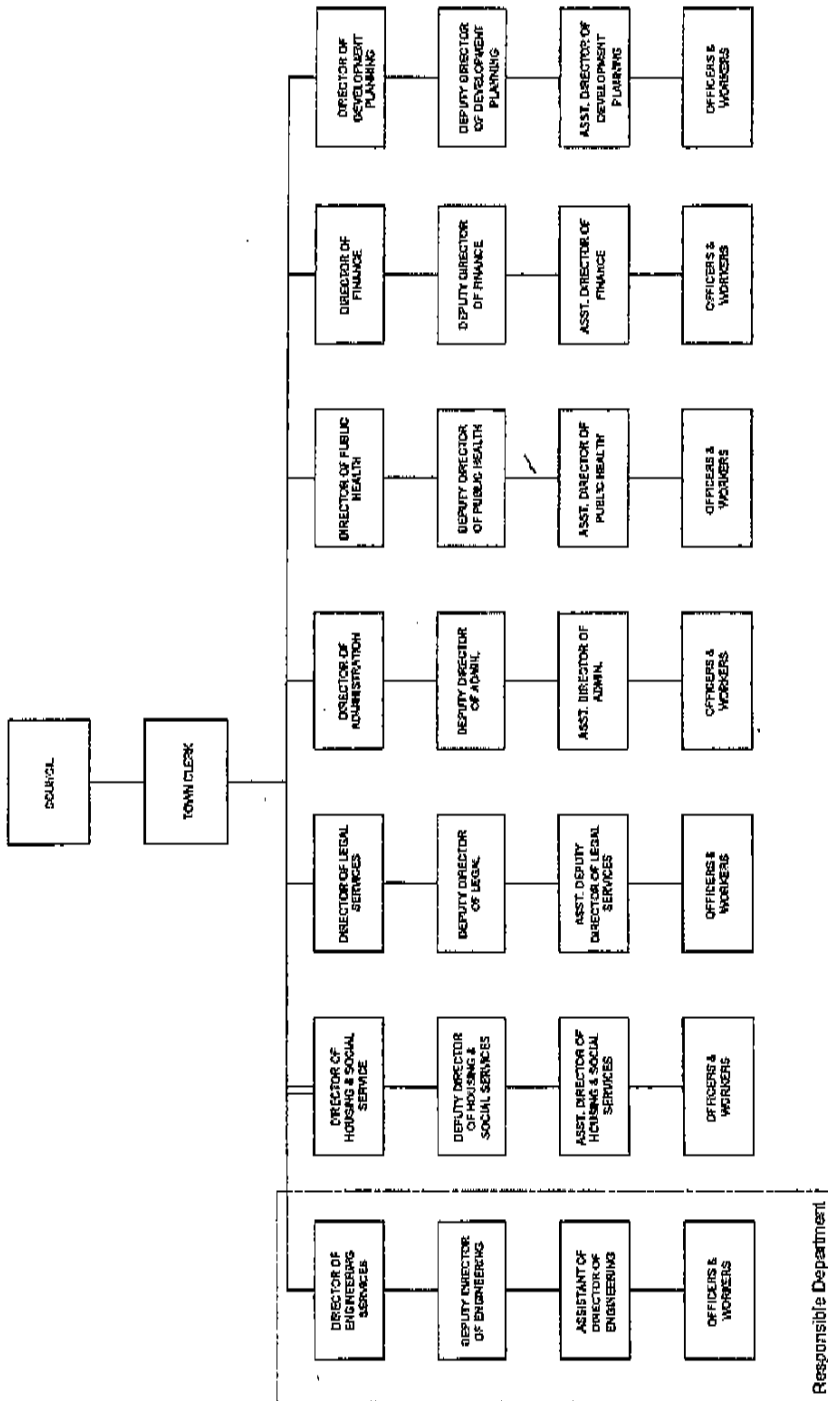 COUNCIL
TOWN CLERK
DIRECTOR OF
ENGINEERING
SERVICES
DIRECTOR OF
HOUSING & SOCIAL
SERVICE
DIRECTOR OF LEGAL
SERVICES
DIRECTOR OF
ADMINISTRATION
DIRECTOR OF PUBLIC
HEALTH
DIRECTOR OF
FINANCE
DIRECTOR OF
DEVELOPMENT
PLANNING
DEPUTY DIRECTOR
OF ENGINEERING
DEPUTY DIRECTOR
OF HOUSING &
SOCIAL SERVICES
DEPUTY DIRECTOR
OF LEGAL
DEPUTY DIRECTOR
OF ADMIN.
DEPUTY DIRECTOR
OF PUBLIC HEALTH
DEPUTY DIRECTOR
OF FINANCE
DEPUTY DIRECTOR
OF DEVELOPMENT
PLANNING
ASSISTANT OF
DIRECTOR OF
ENGINEERING
ASST. DIRECTOR OF
HOUSING & SOCIAL
SERVICES
ASST. DEPUTY
DIRECTOR OF LEGAL
SERVICES
ASST. DIRECTOR OF
ADMIN.
ASST. DIRECTOR OF
PUBLIC HEALTH
ASST. DIRECTOR OF
FINANCE
ASST. DIRECTOR OF
DEVELOPMENT
PLANNING
OFFICERS &
WORKERS
OFFICERS &
WORKERS
OFFICERS &
WORKERS
OFFICERS &
WORKERS
OFFICERS &
WORKERS
OFFICERS &
WORKERS
OFFICERS &
WORKERS
Responsible Department